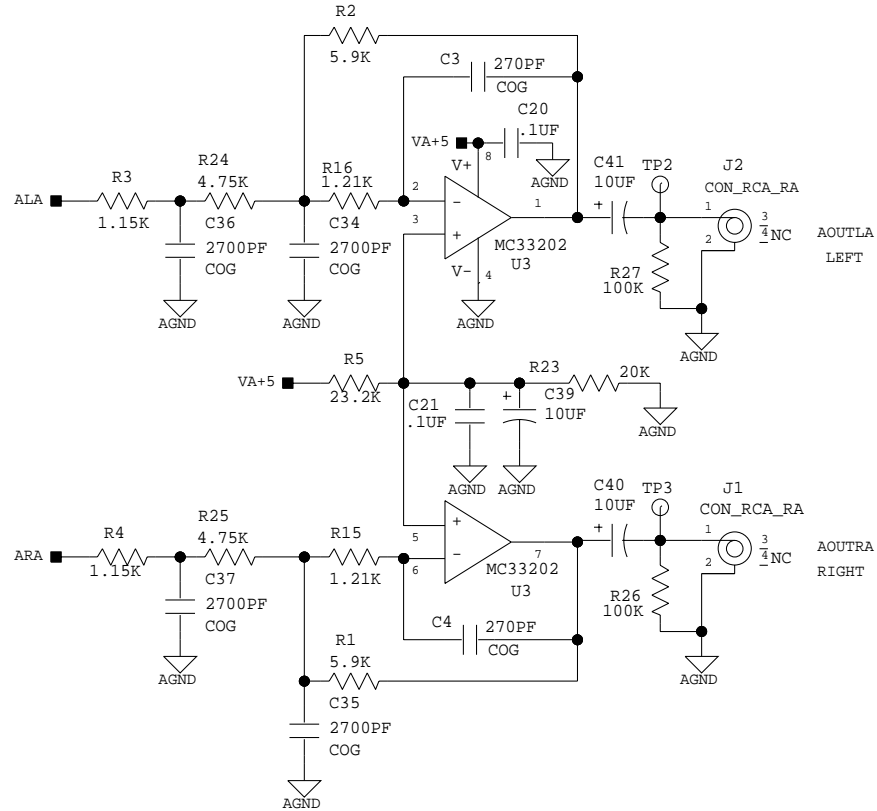 R2
5.9K
C3
270PF
COG
C20
.1UF
VA+5
8
V+
AGND
C41
10UF
+
TP2
J2
CON_RCA_RA
R24
4.75K
R16
1.21K
R3
1.15K
ALA
2
3
−
+
1
MC33202
U3
V−
4
AGND
C36
2700PF
COG
AGND
C34
2700PF
COG
AGND
1
2
3
4
NC
AOUTLA
LEFT
R27
100K
AGND
VA+5
R5
23.2K
R23
20K
C21
.1UF
+
C39
10UF
AGND
AGND
AGND
C40
10UF
+
TP3
J1
CON_RCA_RA
R25
4.75K
R15
1.21K
R4
1.15K
ARA
5
6
+
−
7
MC33202
U3
1
2
3
4
NC
AOUTRA
RIGHT
C37
2700PF
COG
AGND
R26
100K
AGND
C4
270PF
COG
R1
5.9K
C35
2700PF
COG
AGND